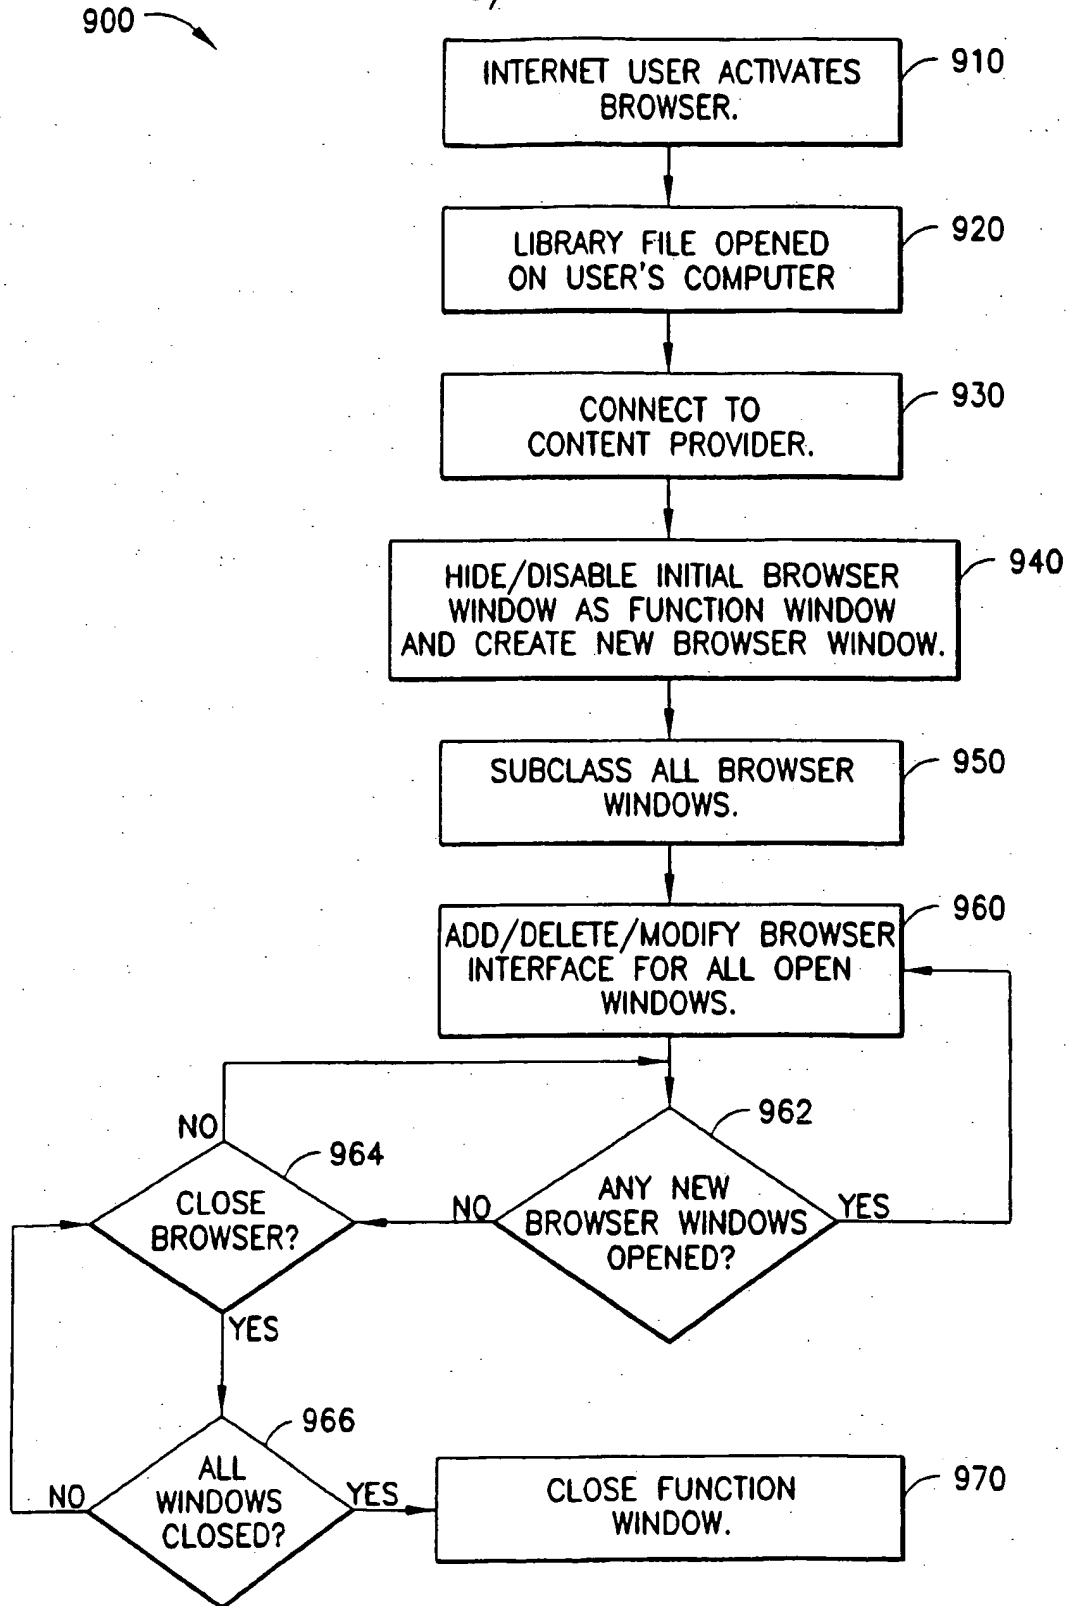 900
INTERNET USER ACTIVATES
BROWSER.
910
LIBRARY FILE OPENED
ON USER'S COMPUTER
920
CONNECT TO
CONTENT PROVIDER.
930
HIDE/DISABLE INITIAL BROWSER
WINDOW AS FUNCTION WINDOW
AND CREATE NEW BROWSER WINDOW.
940
SUBCLASS ALL BROWSER
WINDOWS.
950
ADD/DELETE/MODIFY BROWSER
INTERFACE FOR ALL OPEN
WINDOWS.
960
ANY NEW
BROWSER WINDOWS
OPENED?
962
YES
NO
CLOSE
BROWSER?
964
NO
YES
ALL
WINDOWS
CLOSED?
966
NO
YES
CLOSE FUNCTION
WINDOW.
970